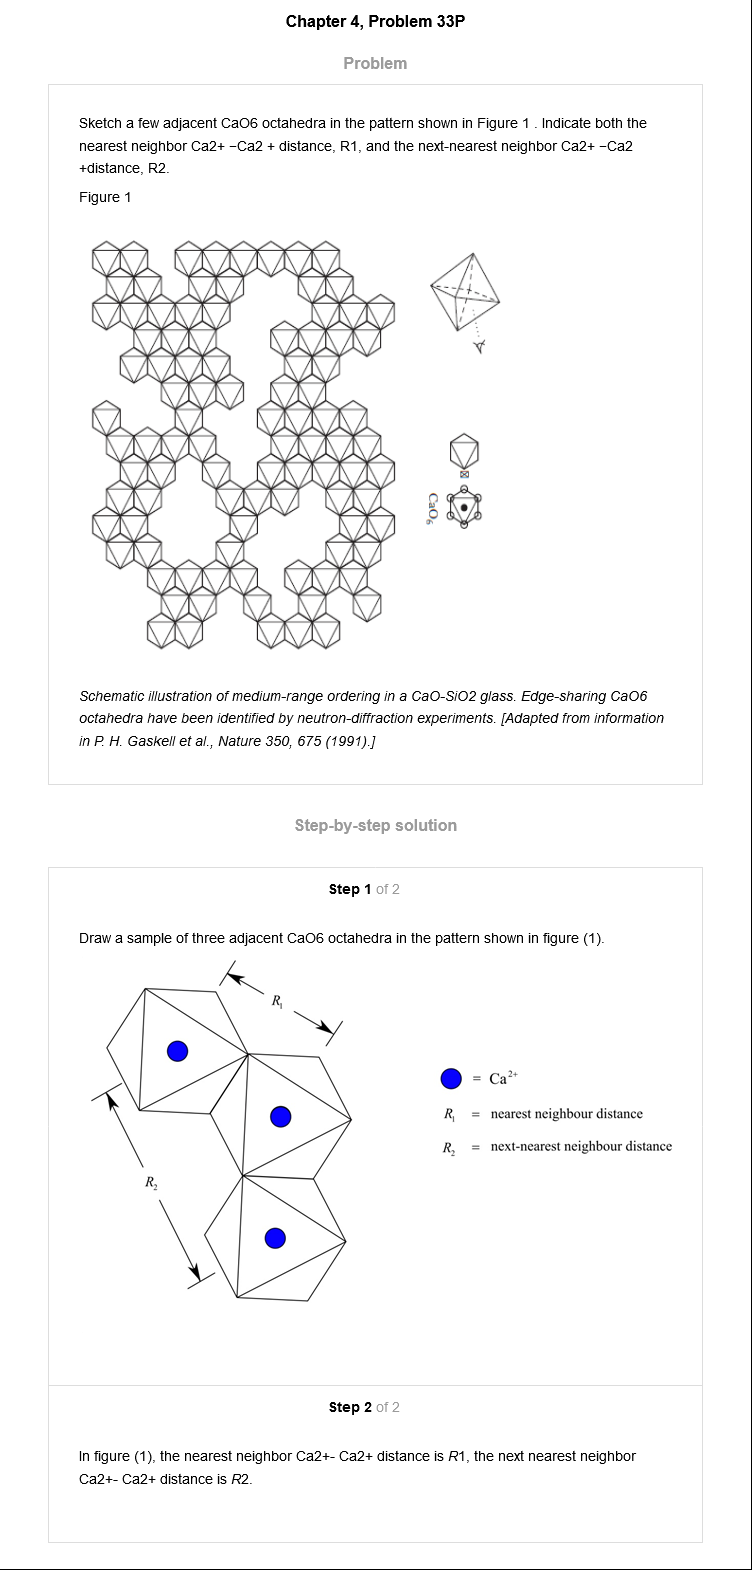 Chapter 4, Problem 33P
Problem
Sketch a few adjacent CaO6 octahedra in the pattern shown in Figure 1 . Indicate both the
nearest neighbor Ca2+ −Ca2 + distance, R1, and the next-nearest neighbor Ca2+ −Ca2
+distance, R2.
Figure 1
CaO₆
Schematic illustration of medium-range ordering in a CaO-SiO2 glass. Edge-sharing CaO6
octahedra have been identified by neutron-diffraction experiments. [Adapted from information
in P. H. Gaskell et al., Nature 350, 675 (1991).]
Step-by-step solution
Step 1 of 2
Draw a sample of three adjacent CaO6 octahedra in the pattern shown in figure (1).
R₁
= Ca²⁺
R₁ = nearest neighbour distance
R₂ = next-nearest neighbour distance
R₂
Step 2 of 2
In figure (1), the nearest neighbor Ca2+- Ca2+ distance is R1, the next nearest neighbor
Ca2+- Ca2+ distance is R2.